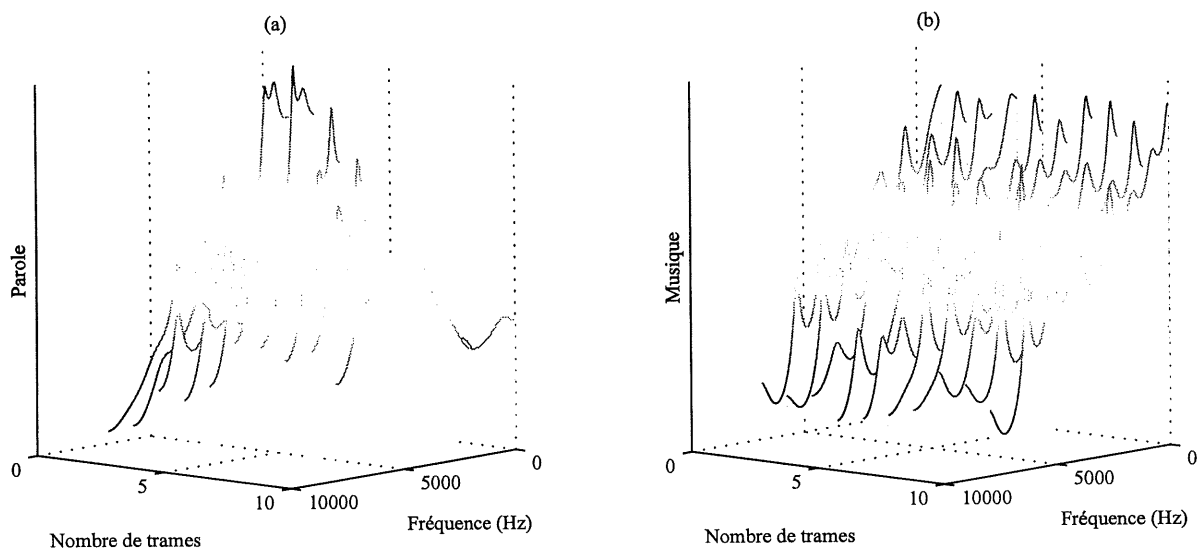 (a)
Parole
0
5
10
10000
5000
0
Fréquence (Hz)
Nombre de trames
(b)
Musique
0
5
10
10000
5000
0
Fréquence (Hz)
Nombre de trames